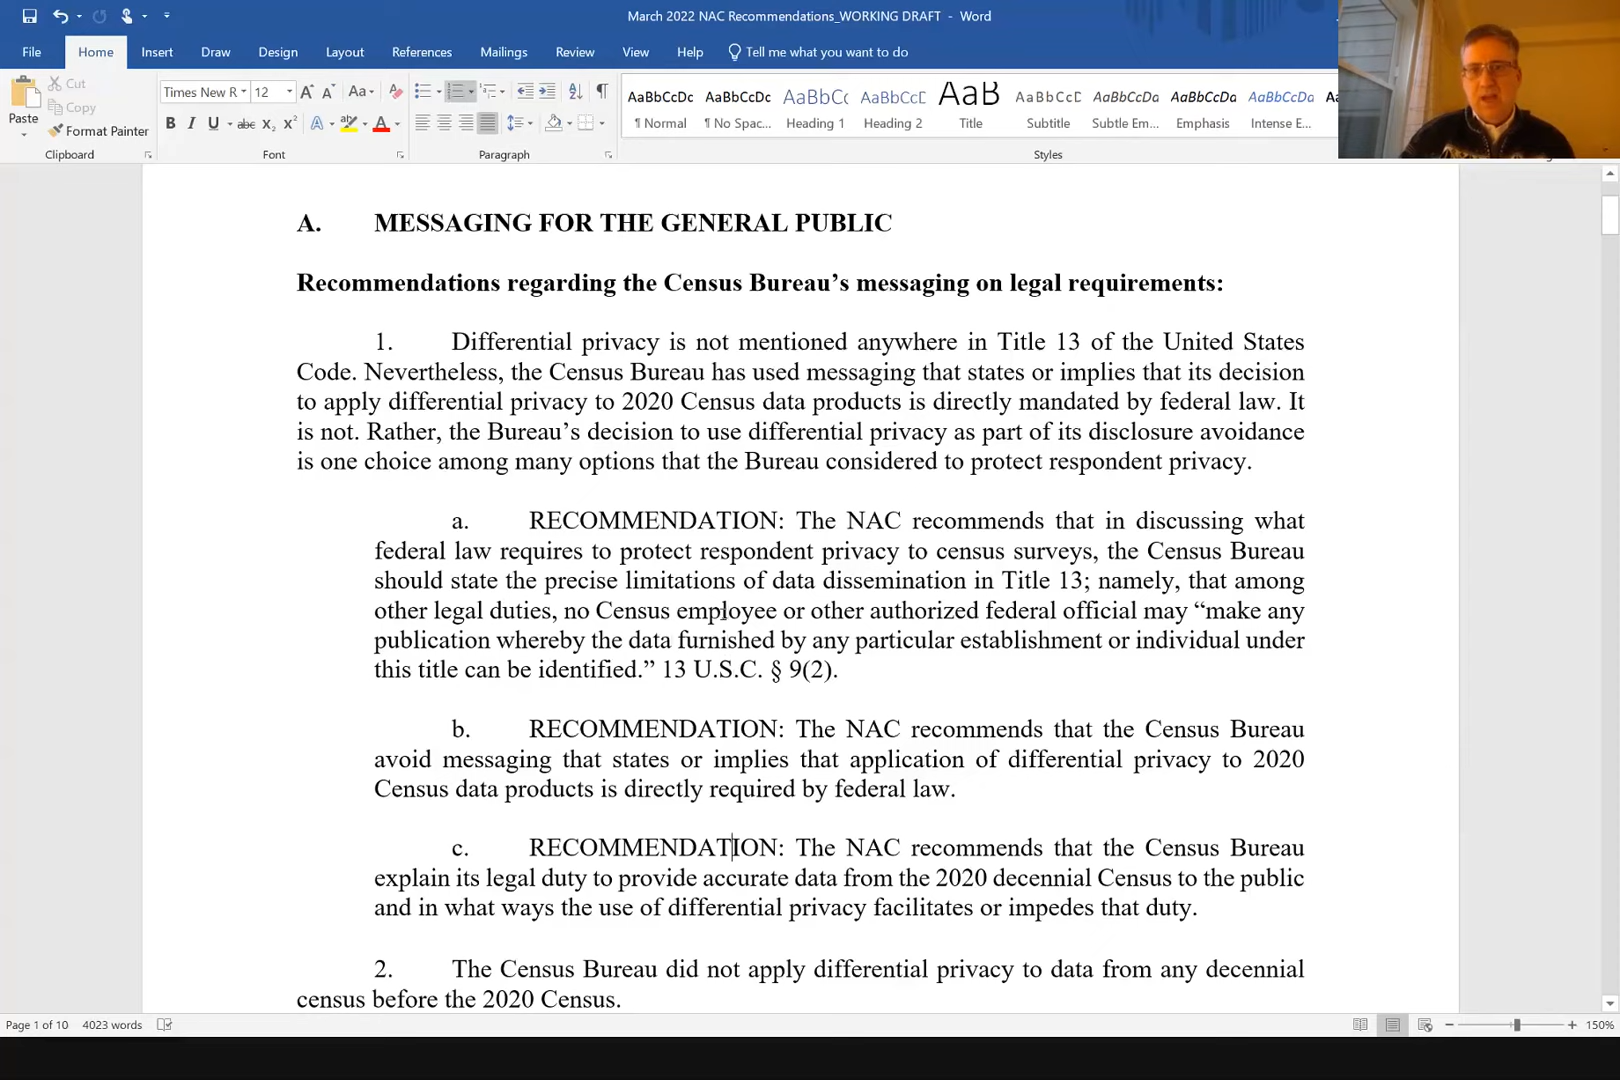 March 2022 NAC Recommendations_WORKING DRAFT - Word
File Home Insert Draw Design Layout References Mailings Review View Help Tell me what you want to do
Cut
Copy
Paste
Format Painter
Times New R 12
AaBbCcDc AaBbCcDc AaBbCc AaBbCcD AaB AaBbCcD AaBbCcDa AaBbCcDa AaBbCcDa
¶ Normal ¶ No Spac... Heading 1 Heading 2 Title Subtitle Subtle Em... Emphasis Intense E...
Clipboard Font Paragraph Styles
A. MESSAGING FOR THE GENERAL PUBLIC
Recommendations regarding the Census Bureau’s messaging on legal requirements:
1. Differential privacy is not mentioned anywhere in Title 13 of the United States
Code. Nevertheless, the Census Bureau has used messaging that states or implies that its decision
to apply differential privacy to 2020 Census data products is directly mandated by federal law. It
is not. Rather, the Bureau’s decision to use differential privacy as part of its disclosure avoidance
is one choice among many options that the Bureau considered to protect respondent privacy.
a. RECOMMENDATION: The NAC recommends that in discussing what
federal law requires to protect respondent privacy to census surveys, the Census Bureau
should state the precise limitations of data dissemination in Title 13; namely, that among
other legal duties, no Census employee or other authorized federal official may “make any
publication whereby the data furnished by any particular establishment or individual under
this title can be identified.” 13 U.S.C. § 9(2).
b. RECOMMENDATION: The NAC recommends that the Census Bureau
avoid messaging that states or implies that application of differential privacy to 2020
Census data products is directly required by federal law.
c. RECOMMENDATION: The NAC recommends that the Census Bureau
explain its legal duty to provide accurate data from the 2020 decennial Census to the public
and in what ways the use of differential privacy facilitates or impedes that duty.
2. The Census Bureau did not apply differential privacy to data from any decennial
census before the 2020 Census.
Page 1 of 10 4023 words 150%